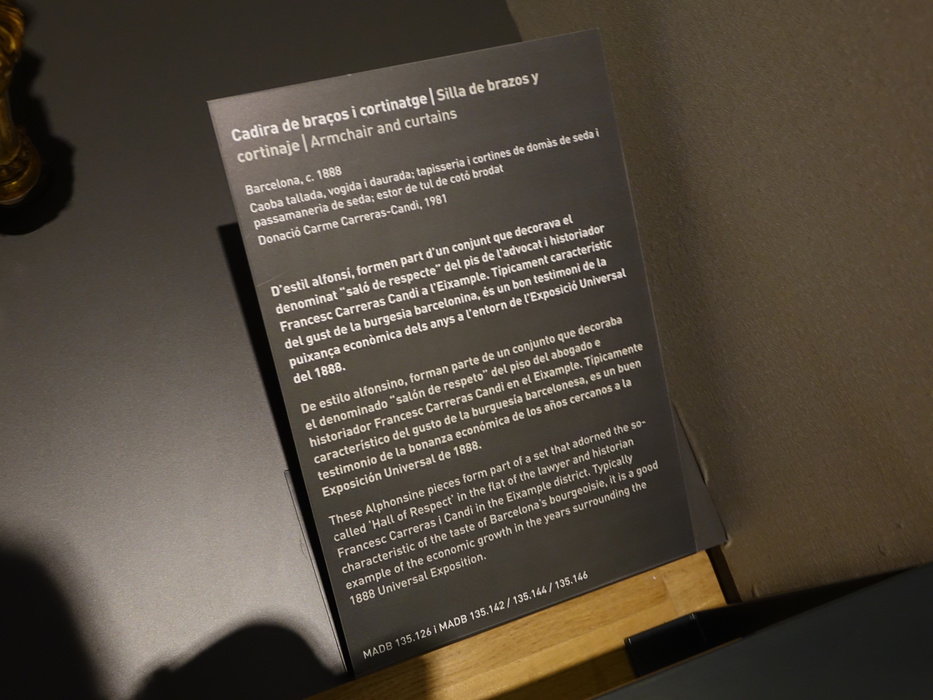 Cadira de braços i cortinatge | Silla de brazos y
cortinaje | Armchair and curtains
Barcelona, c. 1888
Caoba tallada, vogida i daurada; tapisseria i cortines de domàs de seda i
passamaneria de seda; estor de tul de cotó brodat
Donació Carme Carreras-Candi, 1981
D'estil alfonsí, formen part d'un conjunt que decorava el
denominat "saló de respecte" del pis de l'advocat i historiador
Francesc Carreras Candi a l'Eixample. Típicament característic
del gust de la burgesia barcelonina, és un bon testimoni de la
puixança econòmica dels anys a l'entorn de l'Exposició Universal
del 1888.
De estilo alfonsino, forman parte de un conjunto que decoraba
el denominado "salón de respeto" del piso del abogado e
historiador Francesc Carreras Candi en el Eixample. Típicamente
característico del gusto de la burguesía barcelonesa, es un buen
testimonio de la bonanza económica de los años cercanos a la
Exposición Universal de 1888.
These Alphonsine pieces form part of a set that adorned the so-
called 'Hall of Respect' in the flat of the lawyer and historian
Francesc Carreras i Candi in the Eixample district. Typically
characteristic of the taste of Barcelona's bourgeoisie, it is a good
example of the economic growth in the years surrounding the
1888 Universal Exposition.
MADB 135.126 i MADB 135.142 / 135.144 / 135.146